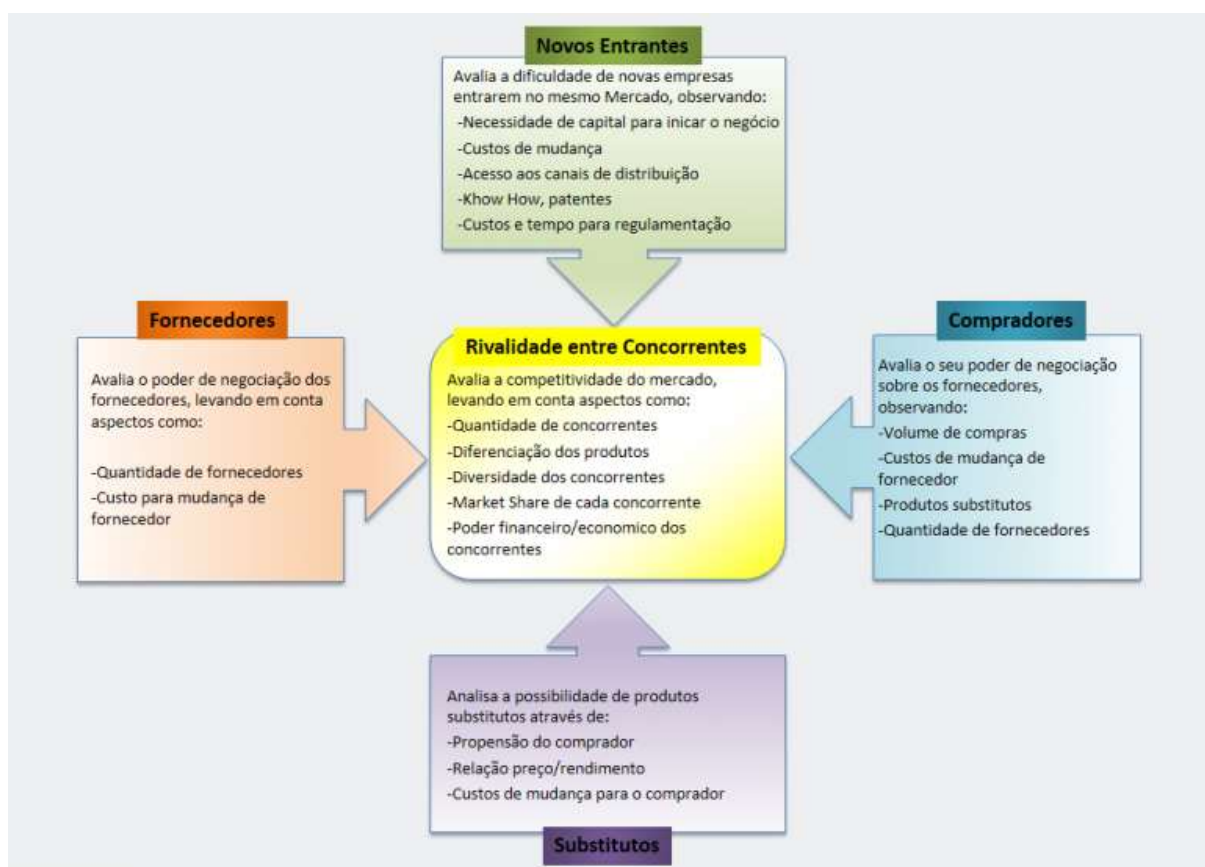 Novos Entrantes
Avalia a dificuldade de novas empresas
entrarem no mesmo Mercado, observando:
-Necessidade de capital para inicar o negócio
-Custos de mudança
-Acesso aos canais de distribuição
-Khow How, patentes
-Custos e tempo para regulamentação
Fornecedores
Avalia o poder de negociação dos
fornecedores, levando em conta
aspectos como:
-Quantidade de fornecedores
-Custo para mudança de
fornecedor
Rivalidade entre Concorrentes
Avalia a competitividade do mercado,
levando em conta aspectos como:
-Quantidade de concorrentes
-Diferenciação dos produtos
-Diversidade dos concorrentes
-Market Share de cada concorrente
-Poder financeiro/economico dos
concorrentes
Compradores
Avalia o seu poder de negociação
sobre os fornecedores,
observando:
-Volume de compras
-Custos de mudança de
fornecedor
-Produtos substitutos
-Quantidade de fornecedores
Analisa a possibilidade de produtos
substitutos através de:
-Propensão do comprador
-Relação preço/rendimento
-Custos de mudança para o comprador
Substitutos